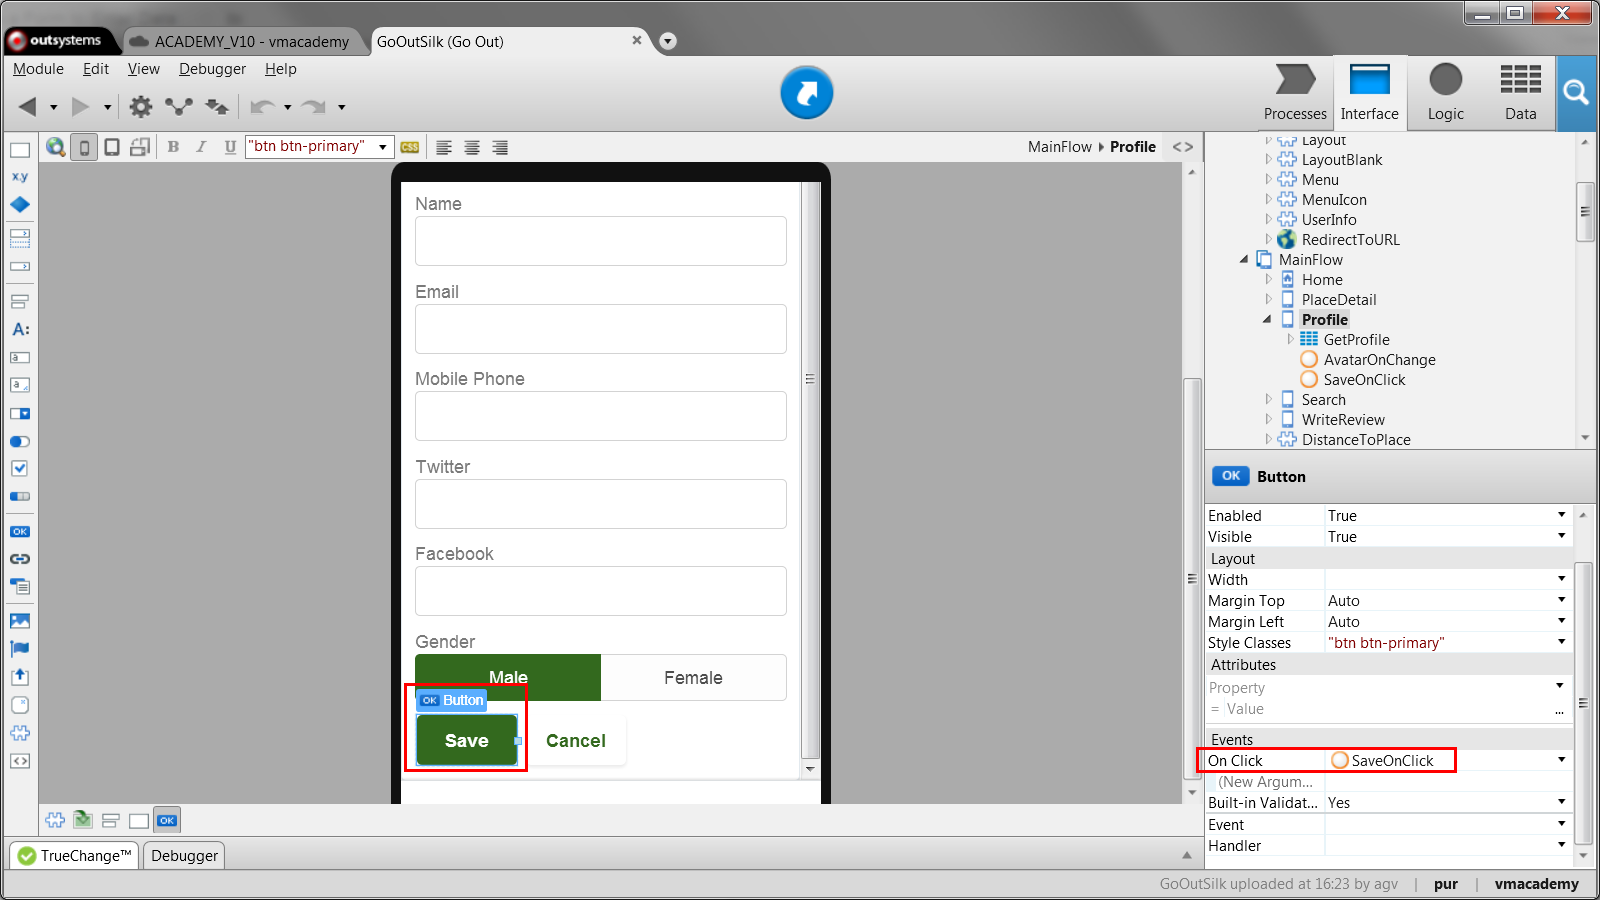 outsystems
ACADEMY_V10 - vmacademy
GoOutSilk (Go Out)
Module Edit View Debugger Help
Processes Interface Logic Data
B I U "btn btn-primary" CSS
MainFlow Profile <>
x.y
A:
OK
Name
Email
Mobile Phone
Twitter
Facebook
Gender
Male Female
OK Button
Save Cancel
Layout
LayoutBlank
Menu
MenuIcon
UserInfo
RedirectToURL
MainFlow
Home
PlaceDetail
Profile
GetProfile
AvatarOnChange
SaveOnClick
Search
WriteReview
DistanceToPlace
OK Button
Enabled True
Visible True
Layout
Width
Margin Top Auto
Margin Left Auto
Style Classes "btn btn-primary"
Attributes
Property
= Value ...
Events
On Click SaveOnClick
(New Argum...
Built-in Validat... Yes
Event
Handler
OK
TrueChange™ Debugger
GoOutSilk uploaded at 16:23 by agv | pur | vmacademy